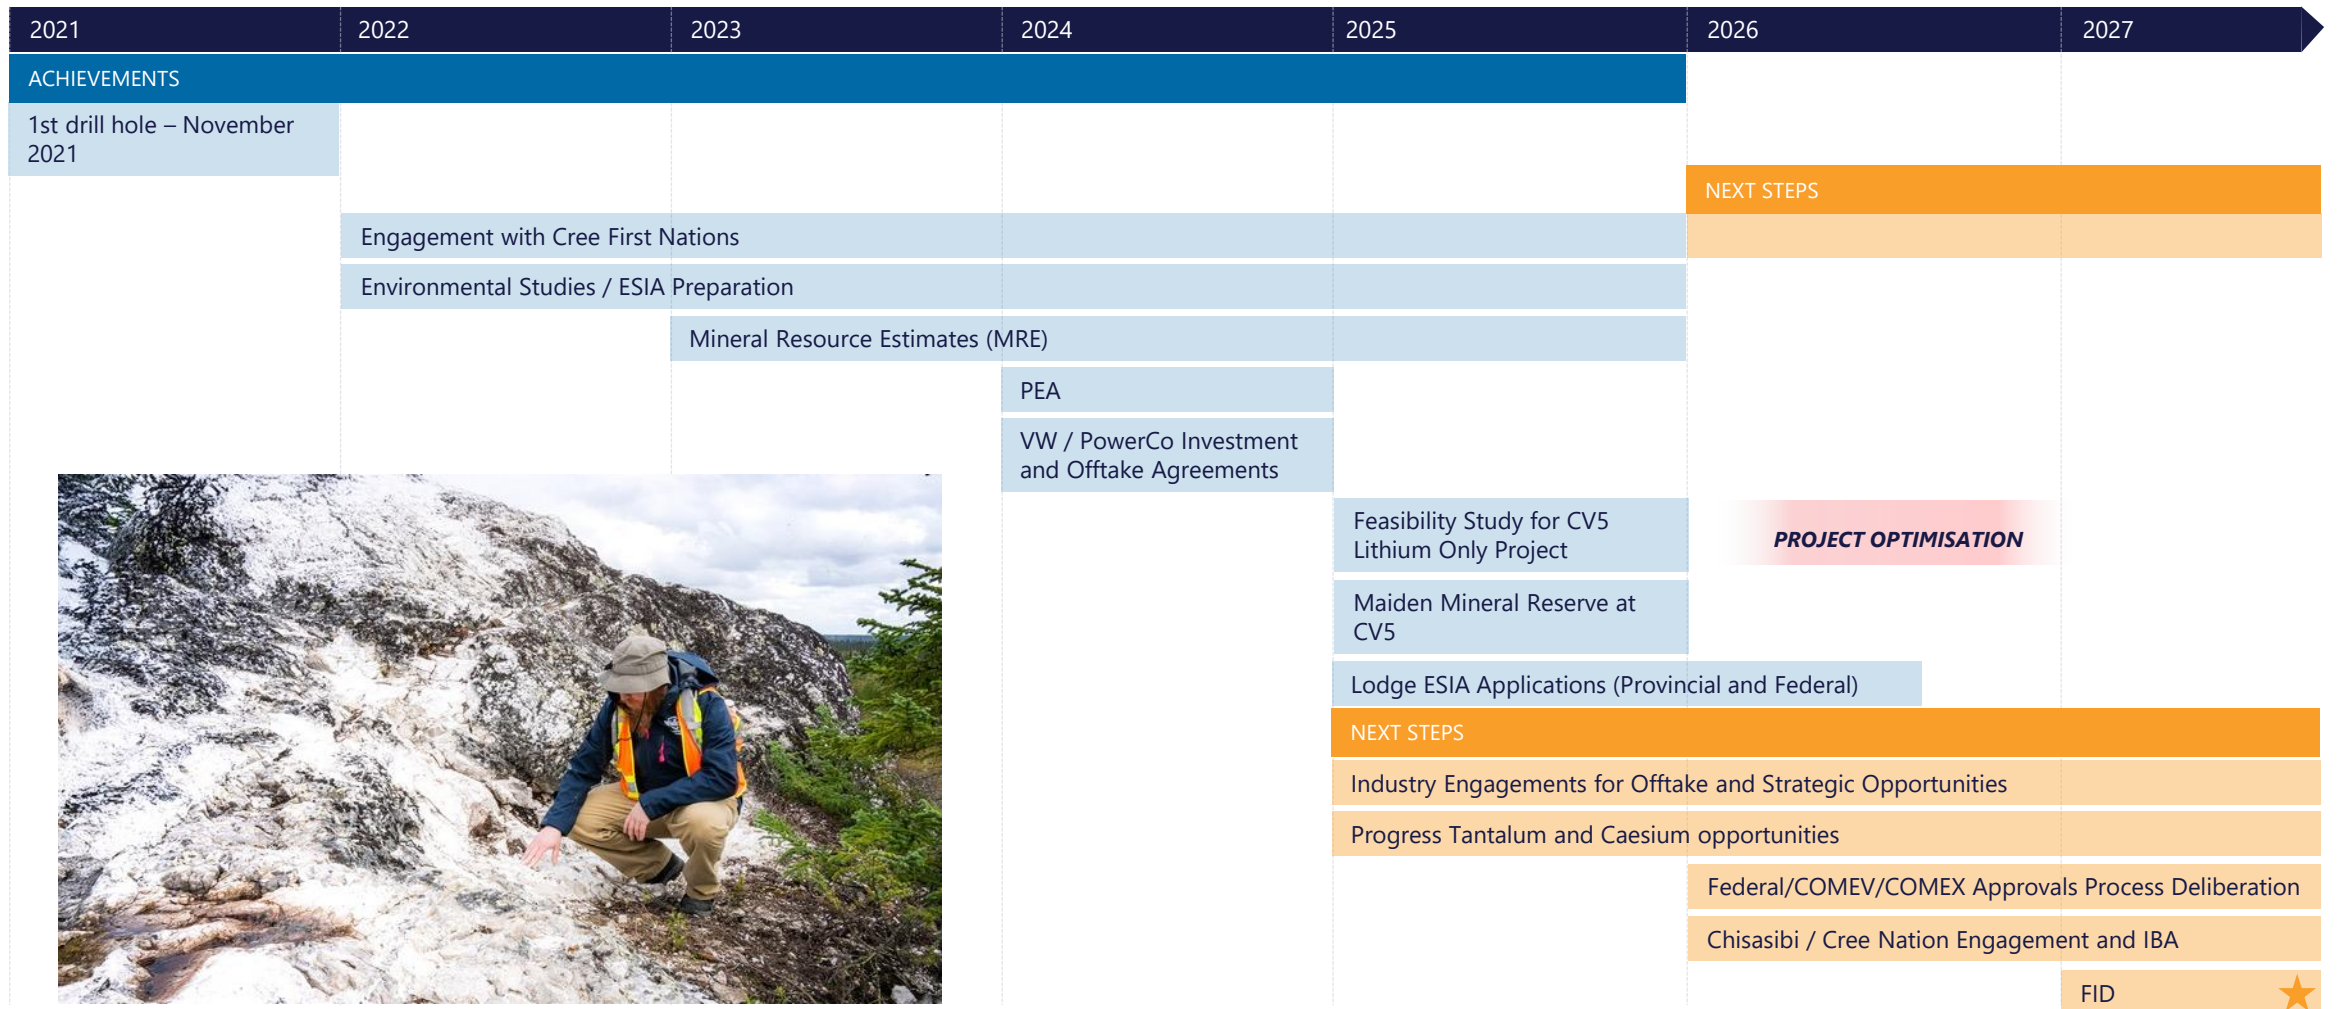 2021
2022
2023
2024
2025
2026
2027
ACHIEVEMENTS
1st drill hole – November
2021
NEXT STEPS
Engagement with Cree First Nations
Environmental Studies / ESIA Preparation
Mineral Resource Estimates (MRE)
PEA
VW / PowerCo Investment
and Offtake Agreements
Feasibility Study for CV5
Lithium Only Project
PROJECT OPTIMISATION
Maiden Mineral Reserve at
CV5
Lodge ESIA Applications (Provincial and Federal)
NEXT STEPS
Industry Engagements for Offtake and Strategic Opportunities
Progress Tantalum and Caesium opportunities
Federal/COMEV/COMEX Approvals Process Deliberation
Chisasibi / Cree Nation Engagement and IBA
FID